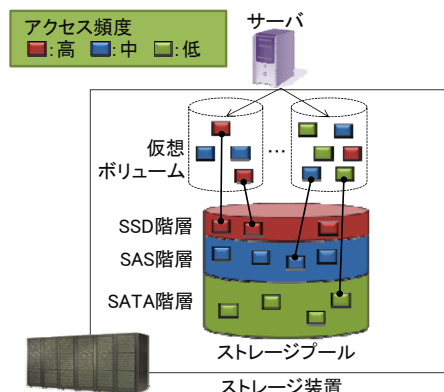 アクセス頻度
:高 :中 :低
サーバ
仮想
ボリューム
…
SSD階層
SAS階層
SATA階層
ストレージプール
ストレージ装置